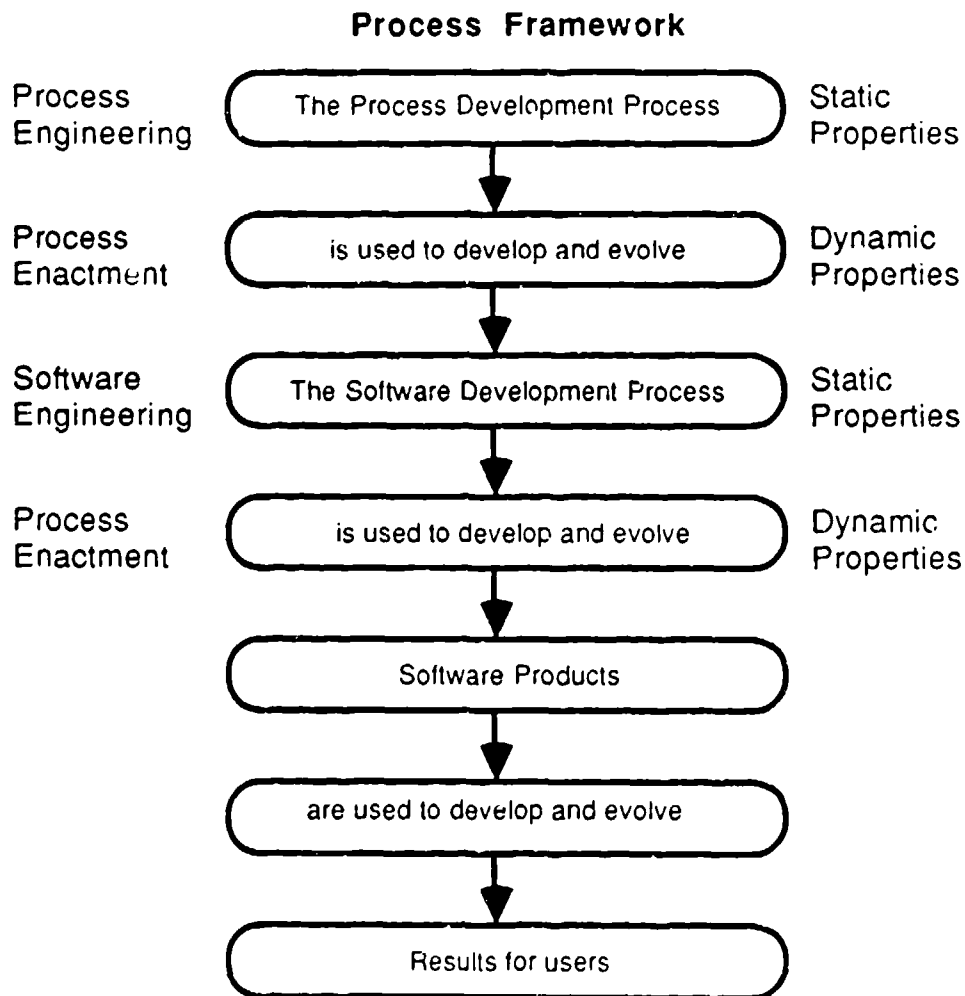 Process Framework
Process
Engineering
The Process Development Process
Static
Properties
Process
Enactment
is used to develop and evolve
Dynamic
Properties
Software
Engineering
The Software Development Process
Static
Properties
Process
Enactment
is used to develop and evolve
Dynamic
Properties
Software Products
are used to develop and evolve
Results for users